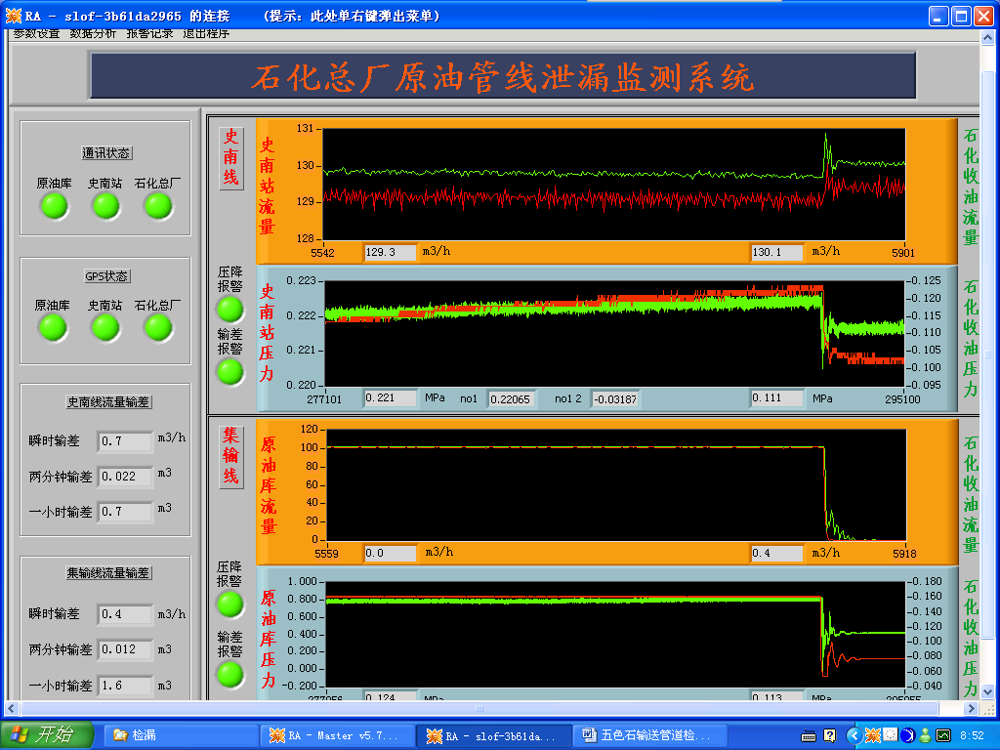 RA - slof-3b61da2965 的连接 (提示: 此处单右键弹出菜单)
参数设置 数据分析 报警记录 退出程序
石化总厂原油管线泄漏监测系统
通讯状态
原油库 史南站 石化总厂
GPS状态
原油库 史南站 石化总厂
史南线流量输差
瞬时输差 0.7 m3/h
两分钟输差 0.022 m3
一小时输差 0.7 m3
集输线流量输差
瞬时输差 0.4 m3/h
两分钟输差 0.012 m3
一小时输差 1.6 m3
史南线
压降
报警
输差
报警
史南站流量
131
130
129
128
5542 129.3 m3/h 130.1 m3/h 5901
石化收油流量
史南站压力
0.223
0.222
0.221
0.220
0.125
0.120
0.115
0.110
0.105
0.100
0.095
277101 0.221 MPa no1 0.22065 no1 2 -0.03187 0.111 MPa 295100
石化收油压力
集输线
压降
报警
输差
报警
原油库流量
120
100
80
60
40
20
0
5559 0.0 m3/h 0.4 m3/h 5918
石化收油流量
原油库压力
1.000
0.800
0.600
0.400
0.200
0.000
-0.200
0.180
0.160
0.140
0.120
0.100
0.080
0.060
0.040
0.124 MPa 0.113 MPa
石化收油压力
开始 检漏 RA - Master v5.7... RA - slof-3b61da... 五色石输送管道检... 8:52